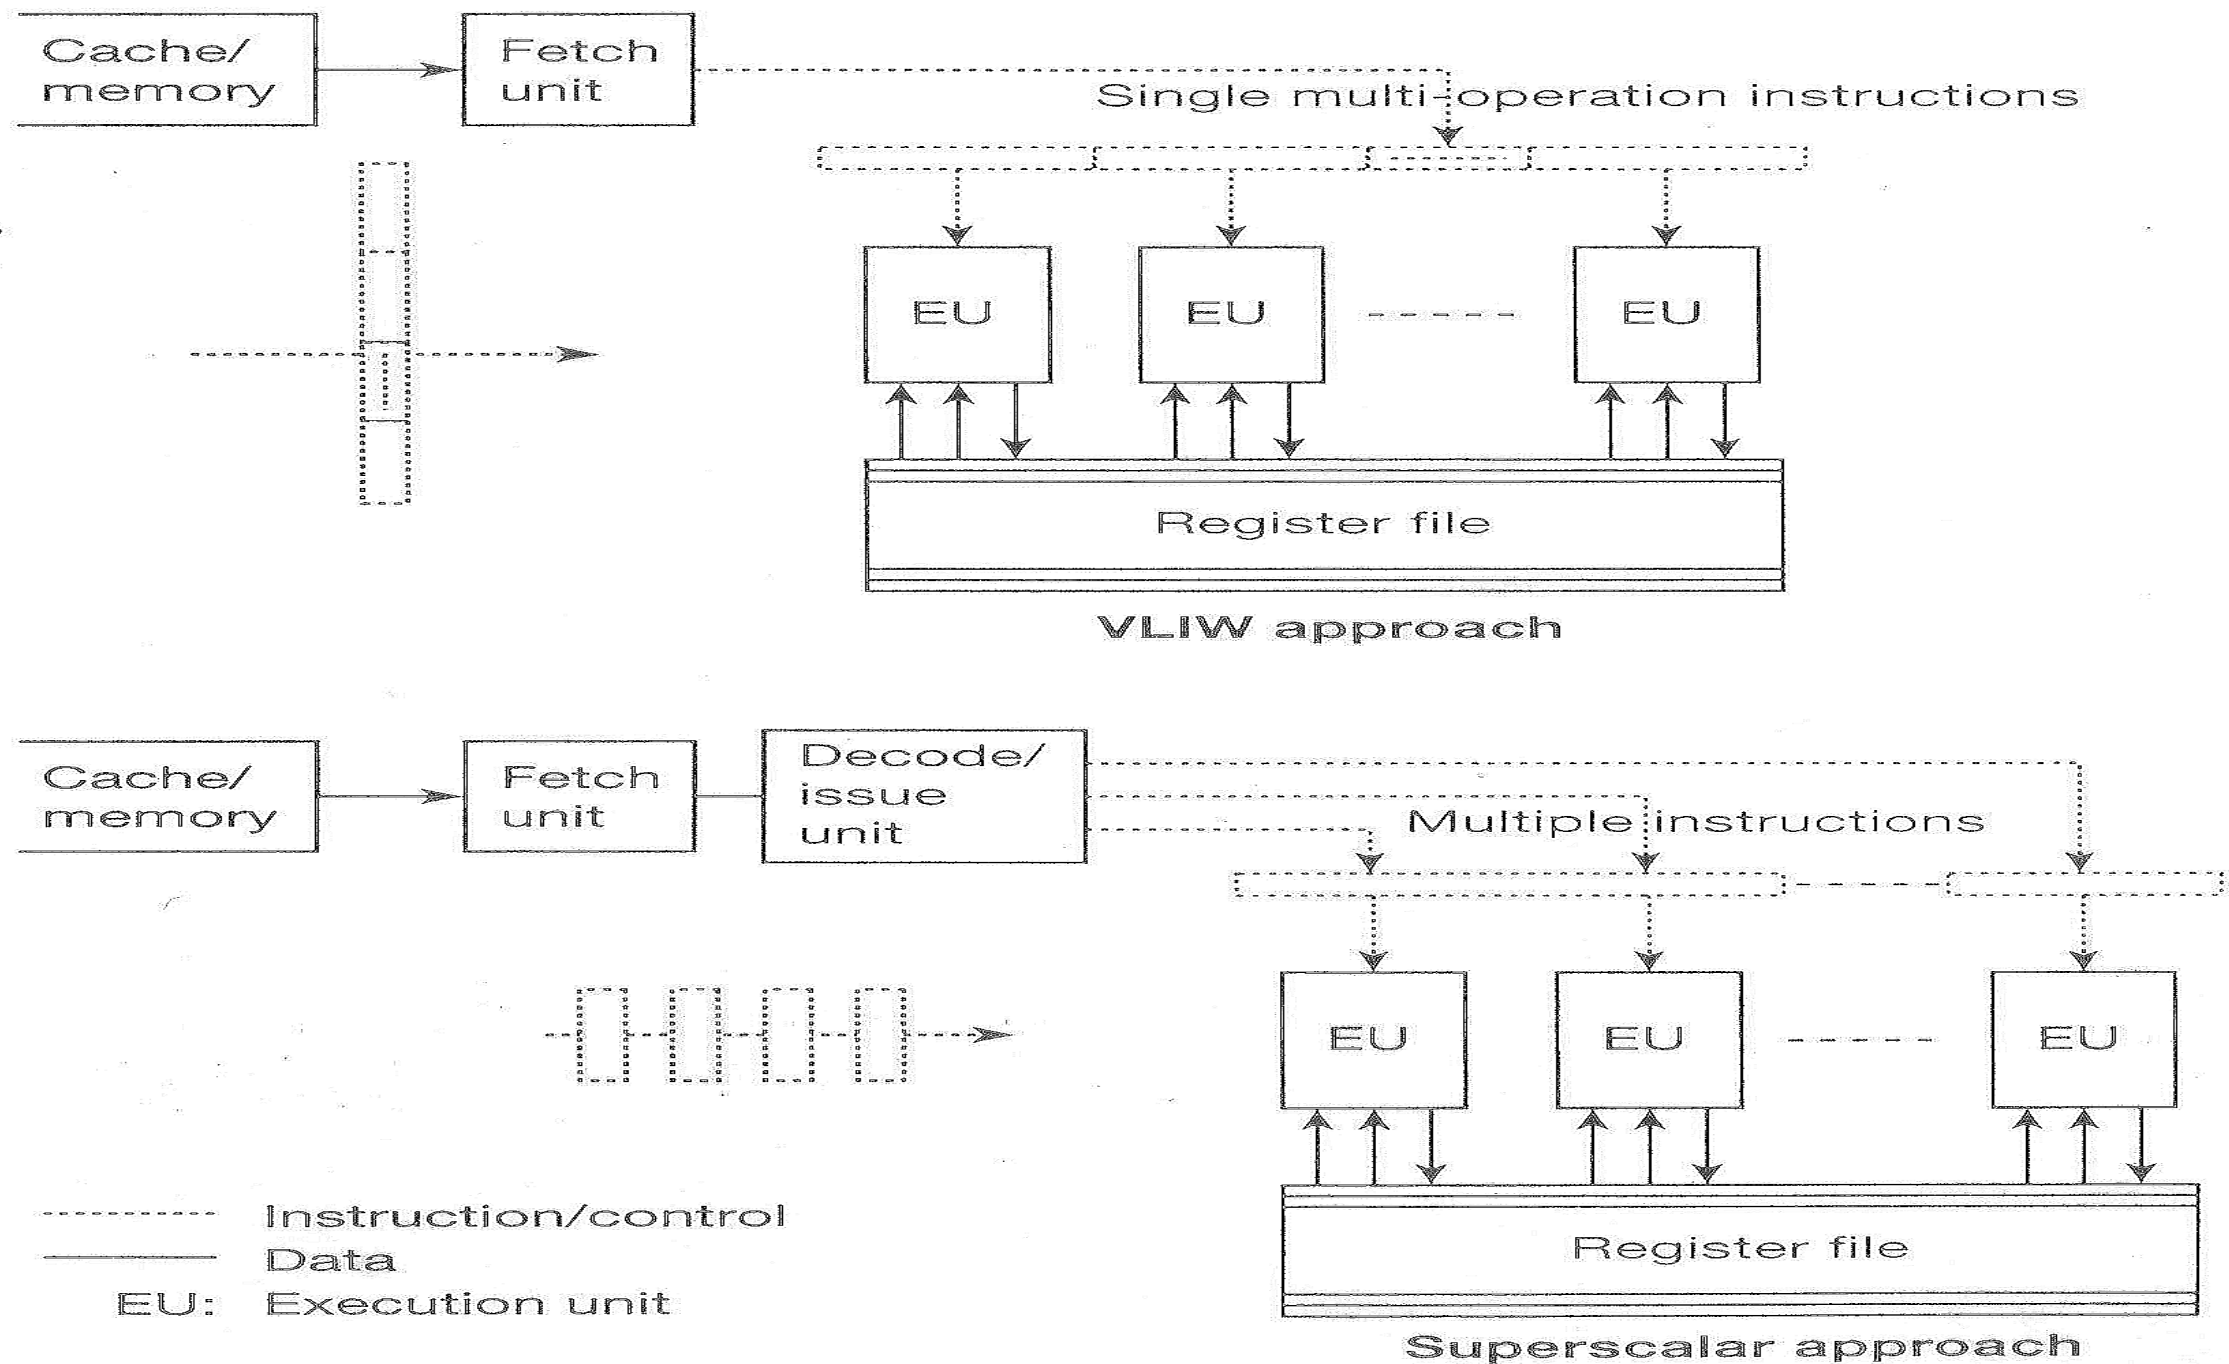 Cache/
memory
Fetch
unit
Single multi-operation instructions
EU
EU
EU
Register file
VLIW approach
Cache/
memory
Fetch
unit
Decode/
issue
unit
Multiple instructions
EU
EU
EU
Register file
Instruction/control
Data
EU: Execution unit
Superscalar approach